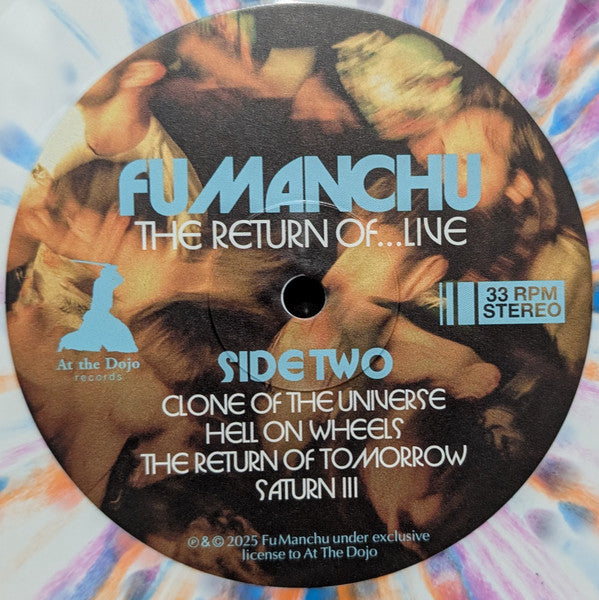 FU MANCHU
THE RETURN OF...LIVE
At the Dojo
records
33 RPM
STEREO
SIDE TWO
CLONE OF THE UNIVERSE
HELL ON WHEELS
THE RETURN OF TOMORROW
SATURN III
℗ & © 2025 Fu Manchu under exclusive
license to At The Dojo